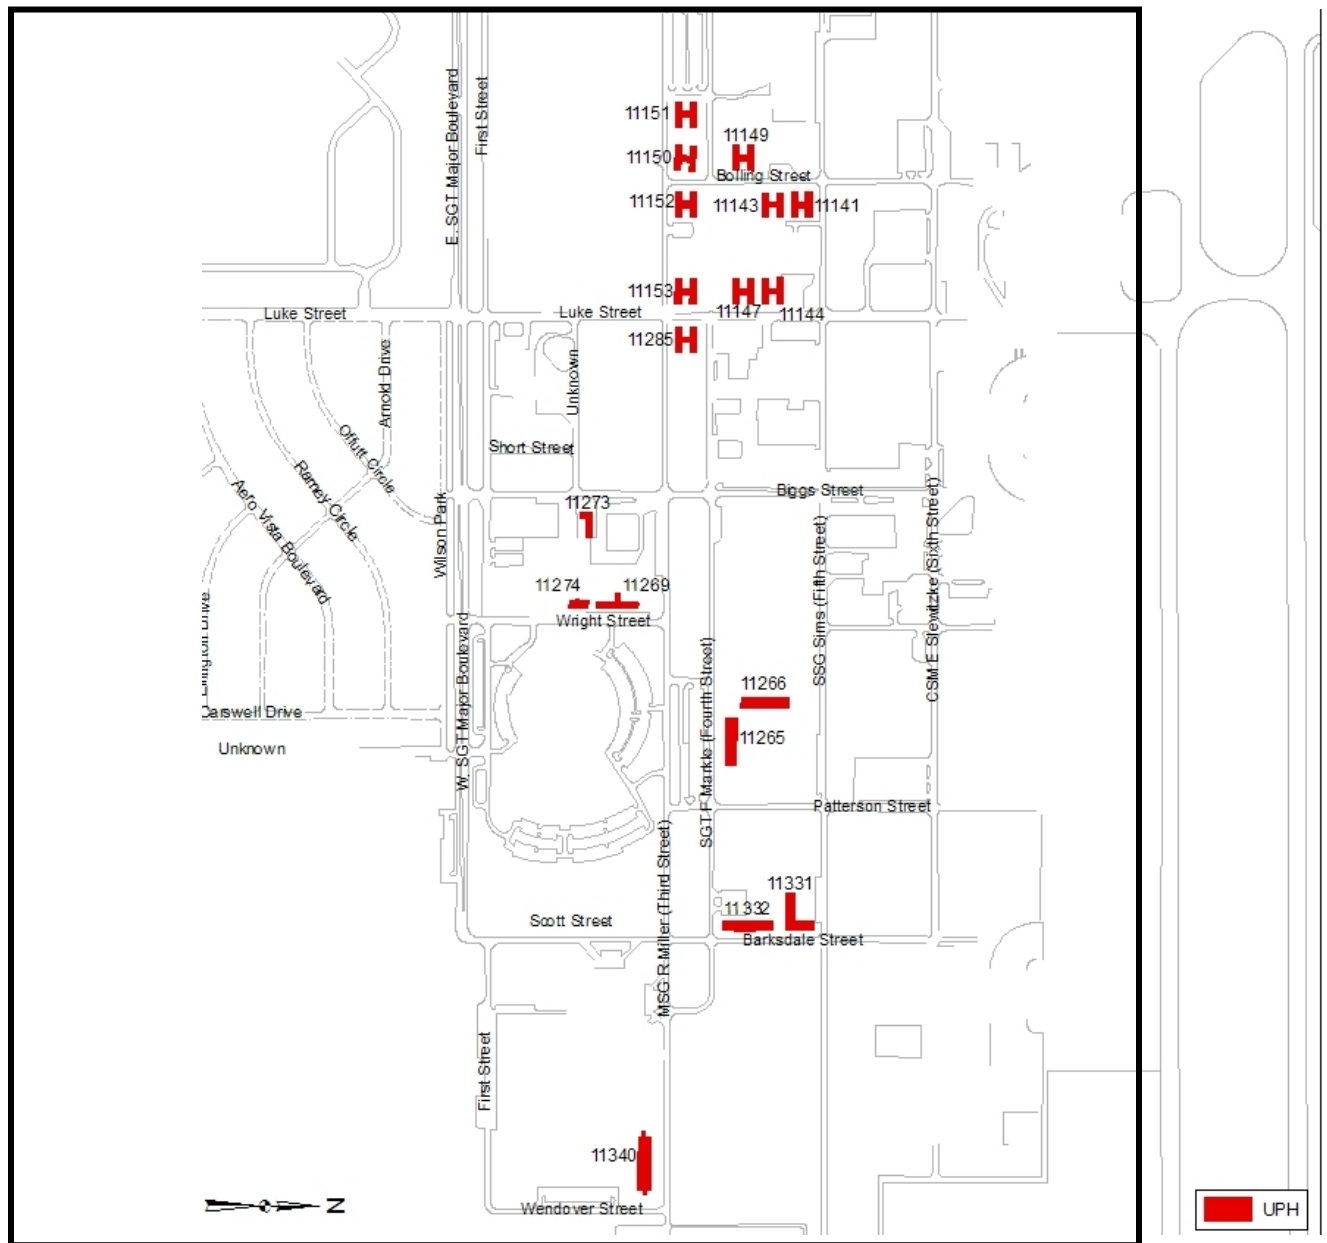 E. SGT Major Boulevard
First Street
11151
11149
11150
Bolling Street
11152
11143
11141
11153
11147
11144
Luke Street
Luke Street
11285
Unknown
Arnold Drive
Offutt Circle
Short Street
Ramey Circle
Aero Vista Boulevard
Wilson Park
Biggs Street
11273
SSG Sims (Fifth Street)
CSM E Slewitzke (Sixth Street)
11274
11269
Wright Street
W. SGT Major Boulevard
SGT F Markle (Fourth Street)
11266
Carswell Drive
Unknown
11265
Patterson Street
MSG R Miller (Third Street)
11331
11332
Scott Street
Barksdale Street
First Street
11340
Wendover Street
N
UPH